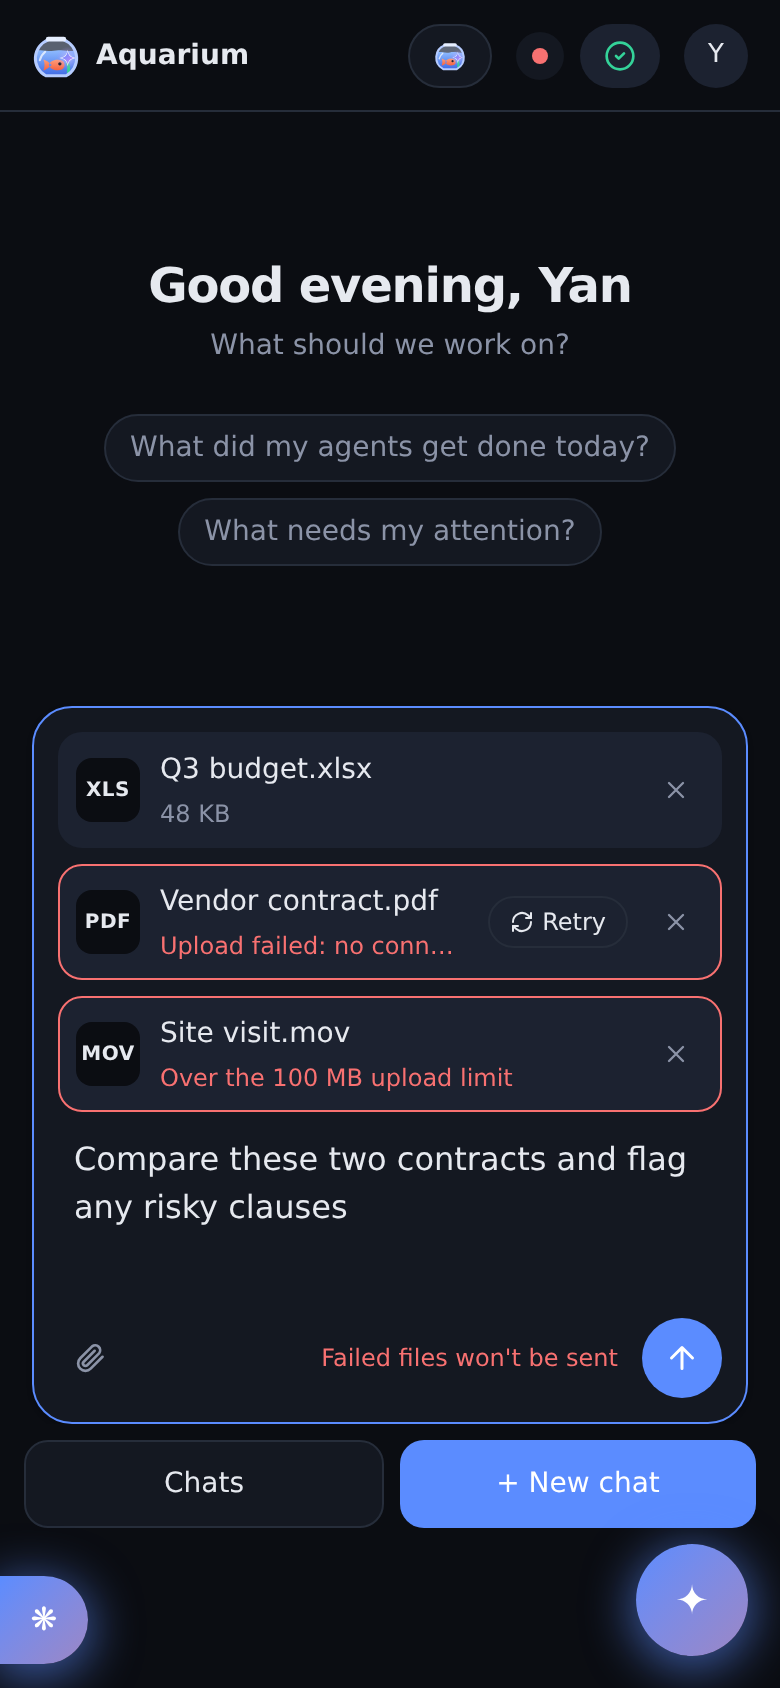 Aquarium
Y
Good evening, Yan
What should we work on?
What did my agents get done today?
What needs my attention?
XLS
Q3 budget.xlsx
48 KB
PDF
Vendor contract.pdf
Upload failed: no conn...
Retry
MOV
Site visit.mov
Over the 100 MB upload limit
Compare these two contracts and flag
any risky clauses
Failed files won't be sent
Chats
+ New chat